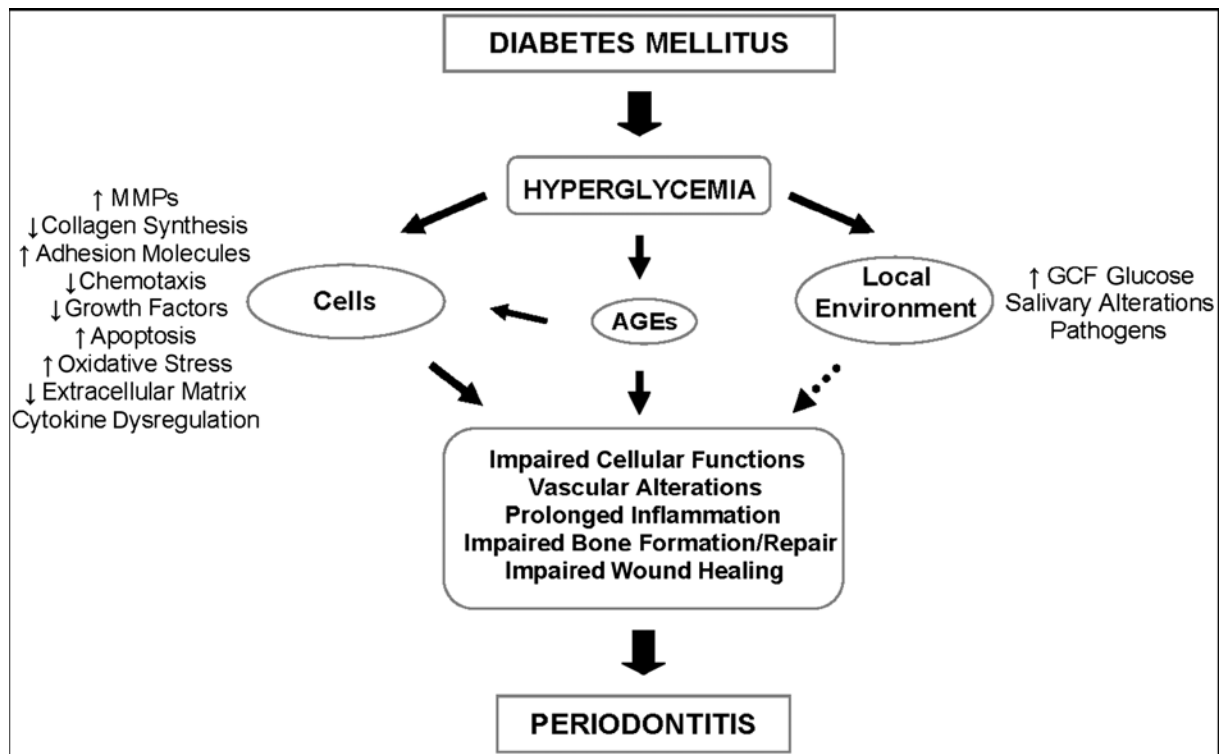 DIABETES MELLITUS
HYPERGLYCEMIA
↑ MMPs
↓Collagen Synthesis
↑ Adhesion Molecules
↓Chemotaxis
↓Growth Factors
↑Apoptosis
↑Oxidative Stress
↓Extracellular Matrix
Cytokine Dysregulation
Cells
AGEs
Local
Environment
↑ GCF Glucose
Salivary Alterations
Pathogens
Impaired Cellular Functions
Vascular Alterations
Prolonged Inflammation
Impaired Bone Formation/Repair
Impaired Wound Healing
PERIODONTITIS